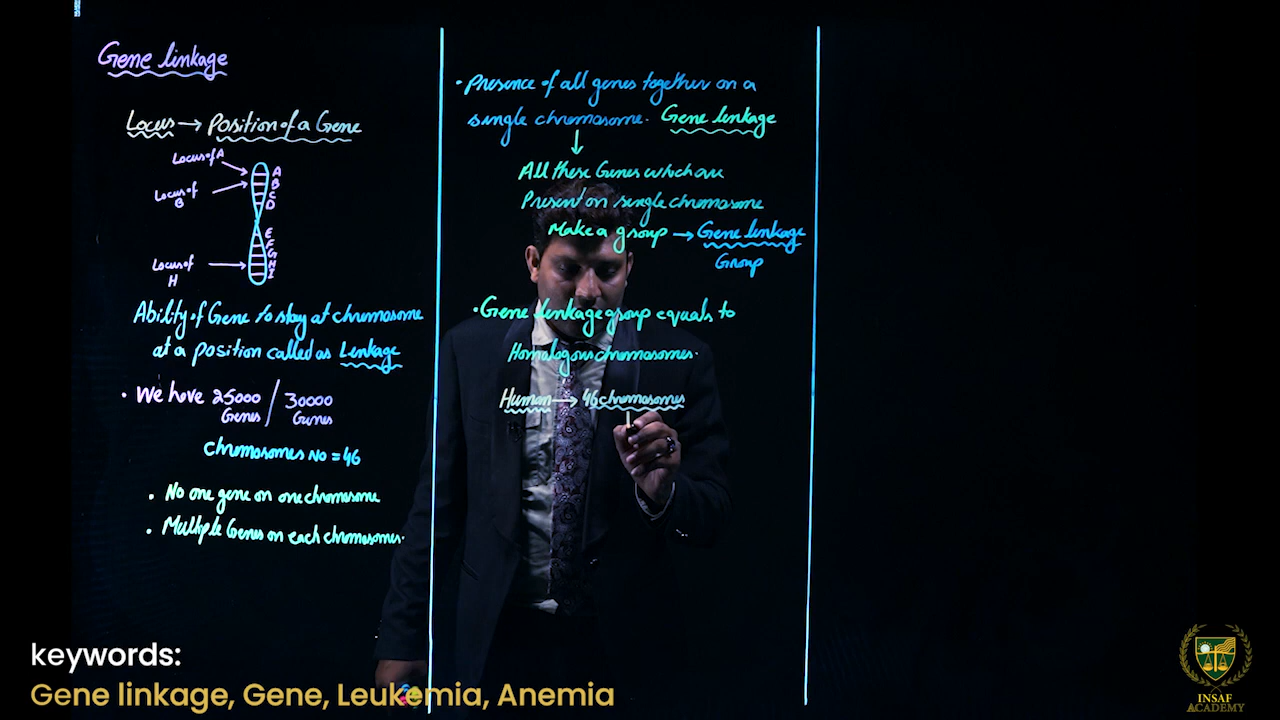 Gene linkage
Locus → Position of a Gene
Locus of A
Locus of
B
A
B
C
D
E
F
G
H
I
Locus of
H
Ability of Gene to stay at chromosome
at a position called as Linkage
• We have 25000 / 30000
Genes Genes
Chromosomes No = 46
• No one gene on one chromosome
• Multiple Genes on each chromosomes.
• Presence of all genes together on a
single chromosome. Gene linkage
↓
All these Genes which are
Present on single chromosome
Make a group → Gene linkage
Group
• Gene linkage group equals to
Homologous chromosomes.
Human → 46 chromosomes
keywords:
Gene linkage, Gene, Leukemia, Anemia
INSAF
ACADEMY